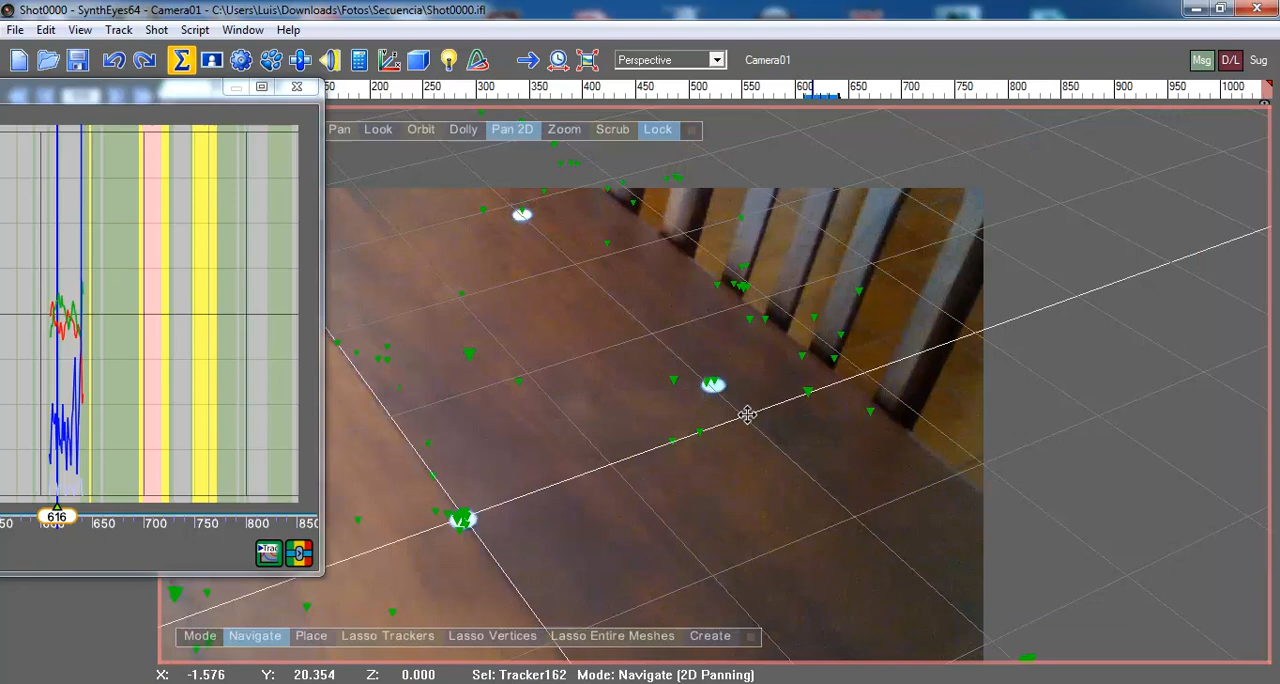 Shot0000 - SynthEyes64 - Camera01 - C:\Users\Luis\Downloads\Fotos\Secuencia\Shot0000.ifl
File Edit View Track Shot Script Window Help
Perspective Camera01 Msg D/L Sug
200 250 300 350 400 450 500 550 600 650 700 750 800 850 900 950 1000
Pan Look Orbit Dolly Pan 2D Zoom Scrub Lock
616
650 700 750 800 850
Mode Navigate Place Lasso Trackers Lasso Vertices Lasso Entire Meshes Create
X: -1.576 Y: 20.354 Z: 0.000 Sel: Tracker162 Mode: Navigate [2D Panning]